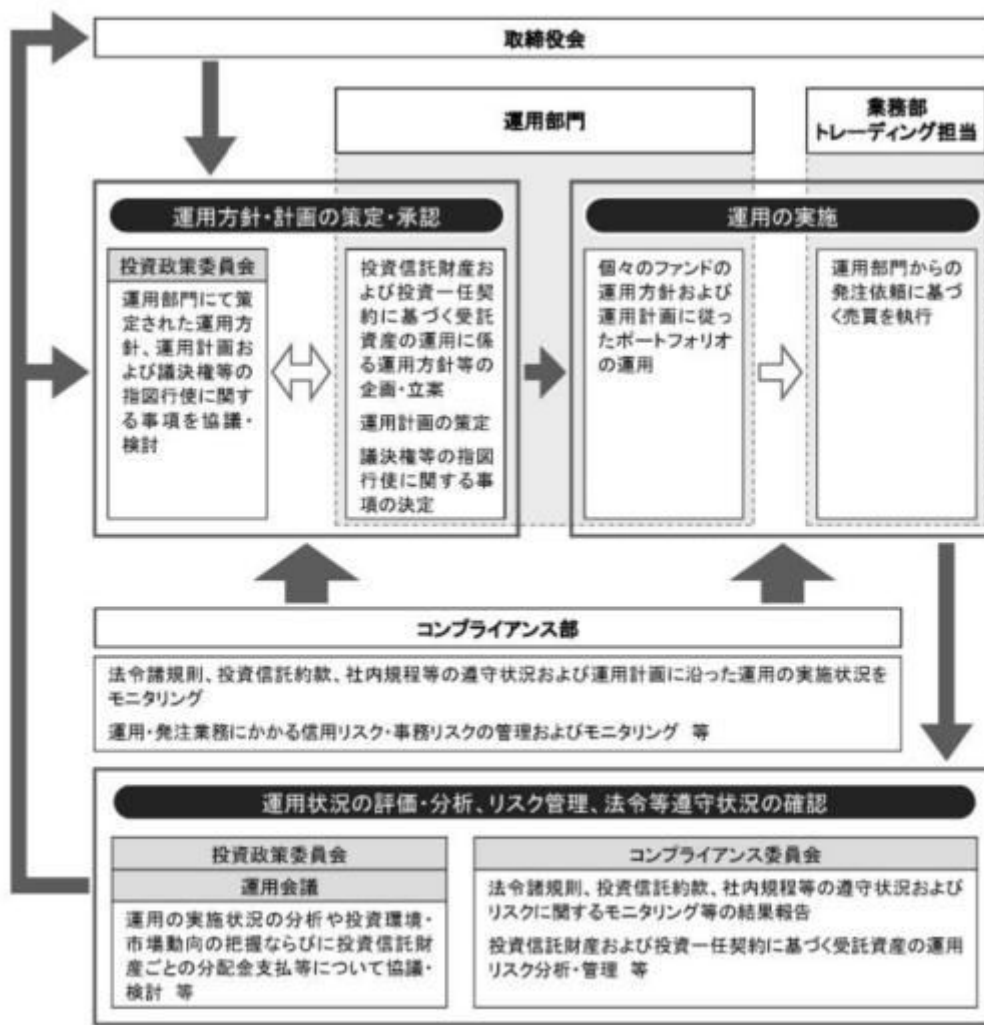 取締役会
運用部門
業務部
トレーディング担当
運用方針・計画の策定・承認
投資政策委員会
運用部門にて策
定された運用方
針、運用計画お
よび議決権等の
指図行使に関す
る事項を協議・
検討
投資信託財産お
よび投資一任契
約に基づく受託
資産の運用に係
る運用方針等の
企画・立案
運用計画の策定
議決権等の指図
行使に関する事
項の決定
運用の実施
個々のファンドの
運用方針および
運用計画に従っ
たポートフォリオ
の運用
運用部門からの
発注依頼に基づ
く売買を執行
コンプライアンス部
法令諸規則、投資信託約款、社内規程等の遵守状況および運用計画に沿った運用の実施状況を
モニタリング
運用・発注業務にかかる信用リスク・事務リスクの管理およびモニタリング 等
運用状況の評価・分析、リスク管理、法令等遵守状況の確認
投資政策委員会
運用会議
運用の実施状況の分析や投資環境・
市場動向の把握ならびに投資信託財
産ごとの分配金支払等について協議・
検討 等
コンプライアンス委員会
法令諸規則、投資信託約款、社内規程等の遵守状況および
リスクに関するモニタリング等の結果報告
投資信託財産および投資一任契約に基づく受託資産の運用
リスク分析・管理 等